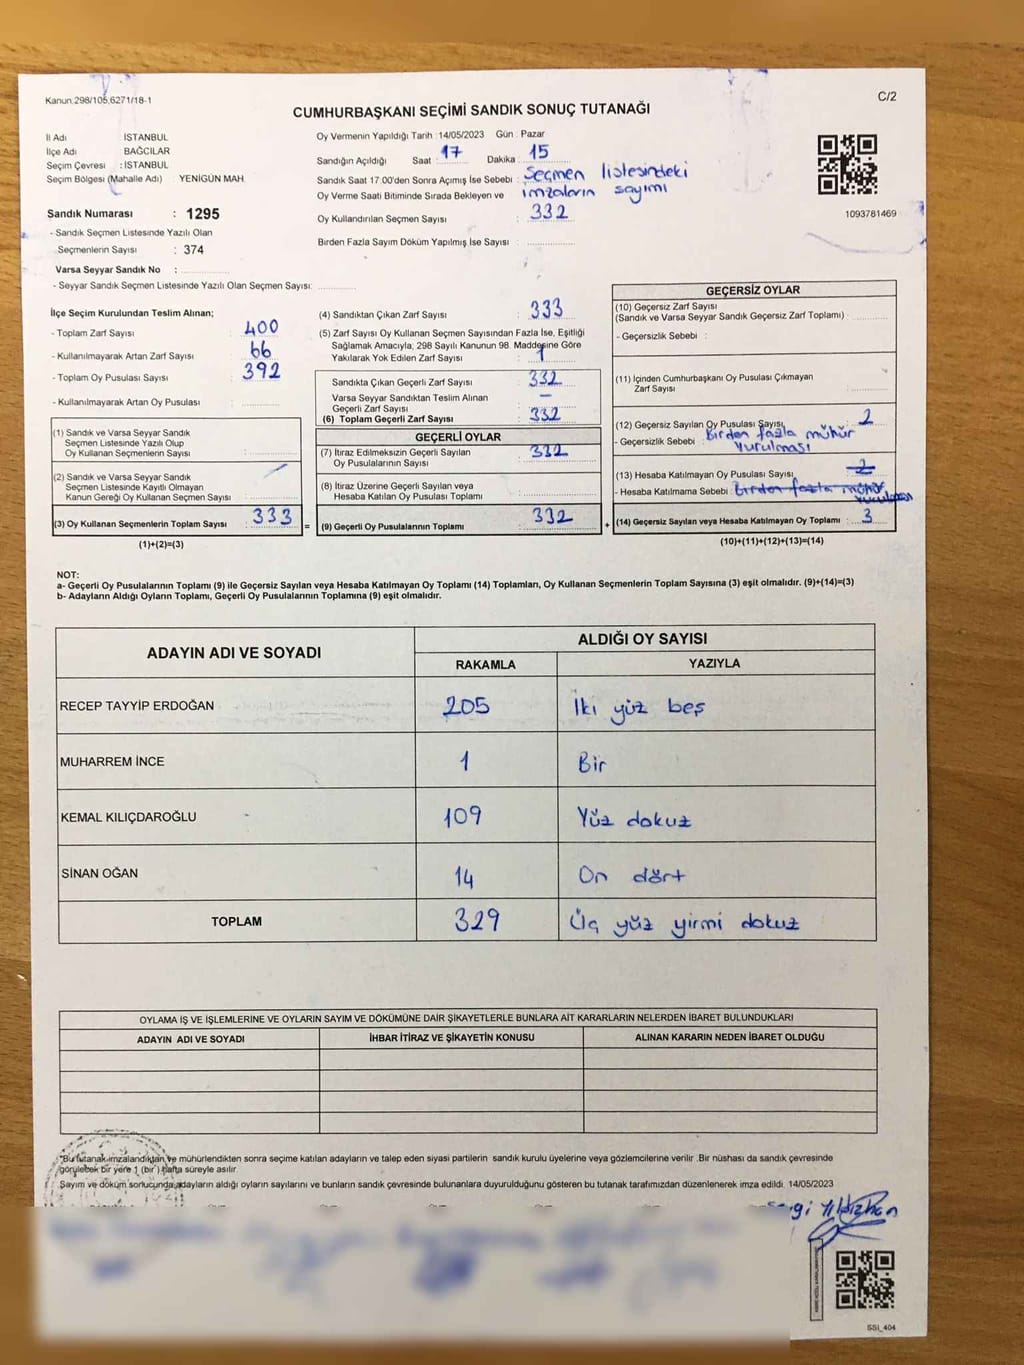 Kanun:298/105,6271/18-1
C/2
CUMHURBAŞKANI SEÇİMİ SANDIK SONUÇ TUTANAĞI
İl Adı : İSTANBUL
İlçe Adı : BAĞCILAR
Seçim Çevresi : İSTANBUL
Seçim Bölgesi (Mahalle Adı) YENİGÜN MAH.
Sandık Numarası : 1295
- Sandık Seçmen Listesinde Yazılı Olan
Seçmenlerin Sayısı : 374
Varsa Seyyar Sandık No :
- Seyyar Sandık Seçmen Listesinde Yazılı Olan Seçmen Sayısı:
Oy Vermenin Yapıldığı Tarih :14/05/2023 Gün : Pazar
Sandığın Açıldığı Saat : 17 Dakika : 15
Sandık Saat 17:00'den Sonra Açımış İse Sebebi : Seçmen listesindeki
Oy Verme Saati Bitiminde Sırada Bekleyen ve imzaların sayımı
Oy Kullandırılan Seçmen Sayısı : 332
Birden Fazla Sayım Döküm Yapılmış İse Sayısı :
1093781469
İlçe Seçim Kurulundan Teslim Alınan;
- Toplam Zarf Sayısı : 400
- Kullanılmayarak Artan Zarf Sayısı : 66
- Toplam Oy Pusulası Sayısı : 392
- Kullanılmayarak Artan Oy Pusulası :
(1) Sandık ve Varsa Seyyar Sandık
Seçmen Listesinde Yazılı Olup
Oy Kullanan Seçmenlerin Sayısı :
(2) Sandık ve Varsa Seyyar Sandık
Seçmen Listesinde Kayıtlı Olmayan
Kanun Gereği Oy Kullanan Seçmen Sayısı :
(3) Oy Kullanan Seçmenlerin Toplam Sayısı : 333 =
(1)+(2)=(3)
(4) Sandıktan Çıkan Zarf Sayısı : 333
(5) Zarf Sayısı Oy Kullanan Seçmen Sayısından Fazla İse, Eşitliği
Sağlamak Amacıyla, 298 Sayılı Kanunun 98. Maddesine Göre
Yakılarak Yok Edilen Zarf Sayısı : 1
Sandıkta Çıkan Geçerli Zarf Sayısı : 332
Varsa Seyyar Sandıktan Teslim Alınan
Geçerli Zarf Sayısı : –
(6) Toplam Geçerli Zarf Sayısı : 332
GEÇERLİ OYLAR
(7) İtiraz Edilmeksizin Geçerli Sayılan
Oy Pusulalarının Sayısı : 332
(8) İtiraz Üzerine Geçerli Sayılan veya
Hesaba Katılan Oy Pusulası Toplamı :
(9) Geçerli Oy Pusulalarının Toplamı : 332 +
GEÇERSİZ OYLAR
(10) Geçersiz Zarf Sayısı
(Sandık ve Varsa Seyyar Sandık Geçersiz Zarf Toplamı) :
- Geçersizlik Sebebi :
(11) İçinden Cumhurbaşkanı Oy Pusulası Çıkmayan
Zarf Sayısı :
(12) Geçersiz Sayılan Oy Pusulası Sayısı : 2
- Geçersizlik Sebebi : Birden fazla mühür
vurulması
(13) Hesaba Katılmayan Oy Pusulası Sayısı : 2
- Hesaba Katılmama Sebebi : Birden fazla mühür
vurulması
(14) Geçersiz Sayılan veya Hesaba Katılmayan Oy Toplamı : 3
(10)+(11)+(12)+(13)=(14)
NOT:
a- Geçerli Oy Pusulalarının Toplamı (9) ile Geçersiz Sayılan veya Hesaba Katılmayan Oy Toplamı (14) Toplamları, Oy Kullanan Seçmenlerin Toplam Sayısına (3) eşit olmalıdır. (9)+(14)=(3)
b- Adayların Aldığı Oyların Toplamı, Geçerli Oy Pusulalarının Toplamına (9) eşit olmalıdır.
ADAYIN ADI VE SOYADI ALDIĞI OY SAYISI
RAKAMLA YAZIYLA
RECEP TAYYİP ERDOĞAN 205 İki yüz beş
MUHARREM İNCE 1 Bir
KEMAL KILIÇDAROĞLU 109 Yüz dokuz
SİNAN OĞAN 14 On dört
TOPLAM 329 Üç yüz yirmi dokuz
OYLAMA İŞ VE İŞLEMLERİNE VE OYLARIN SAYIM VE DÖKÜMÜNE DAİR ŞİKAYETLERLE BUNLARA AİT KARARLARIN NELERDEN İBARET BULUNDUKLARI
ADAYIN ADI VE SOYADI İHBAR İTİRAZ VE ŞİKAYETİN KONUSU ALINAN KARARIN NEDEN İBARET OLDUĞU
*Bu tutanak imzalandıktan ve mühürlendikten sonra seçime katılan adayların ve talep eden siyasi partilerin sandık kurulu üyelerine veya gözlemcilerine verilir .Bir nüshası da sandık çevresinde
görülebilecek bir yere 1 (bir ) hafta süreyle asılır.
Sayım ve döküm sonucunda adayların aldığı oyların sayılarını ve bunların sandık çevresinde bulunanlara duyurulduğunu gösteren bu tutanak tarafımızdan düzenlenerek imza edildi. 14/05/2023
SSİ_404